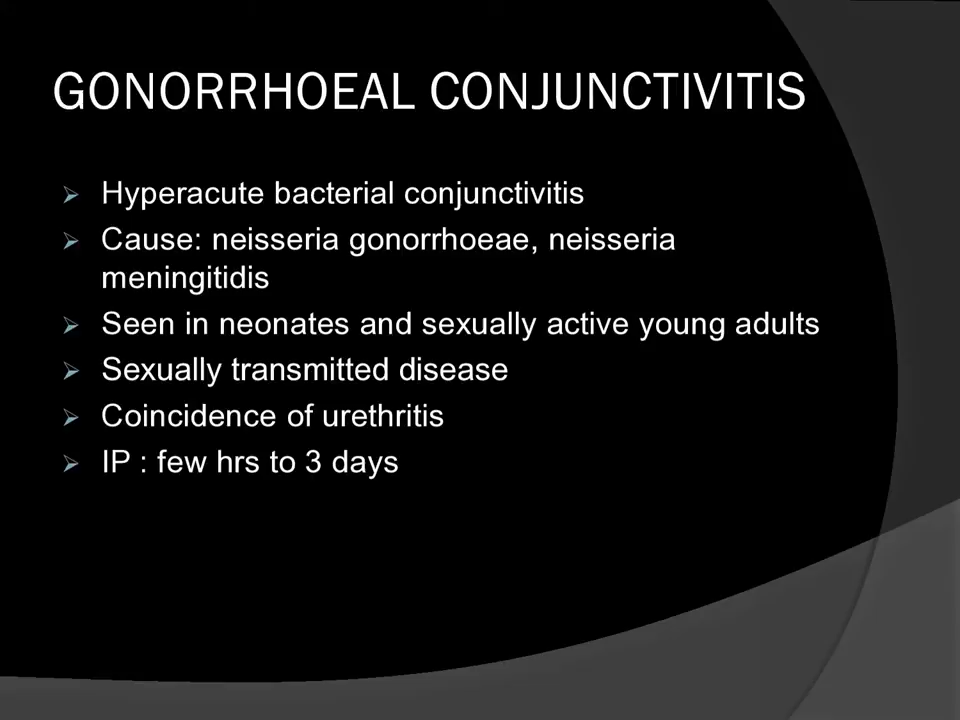 GONORRHOEAL CONJUNCTIVITIS
Hyperacute bacterial conjunctivitis
Cause: neisseria gonorrhoeae, neisseria
meningitidis
Seen in neonates and sexually active young adults
Sexually transmitted disease
Coincidence of urethritis
IP : few hrs to 3 days